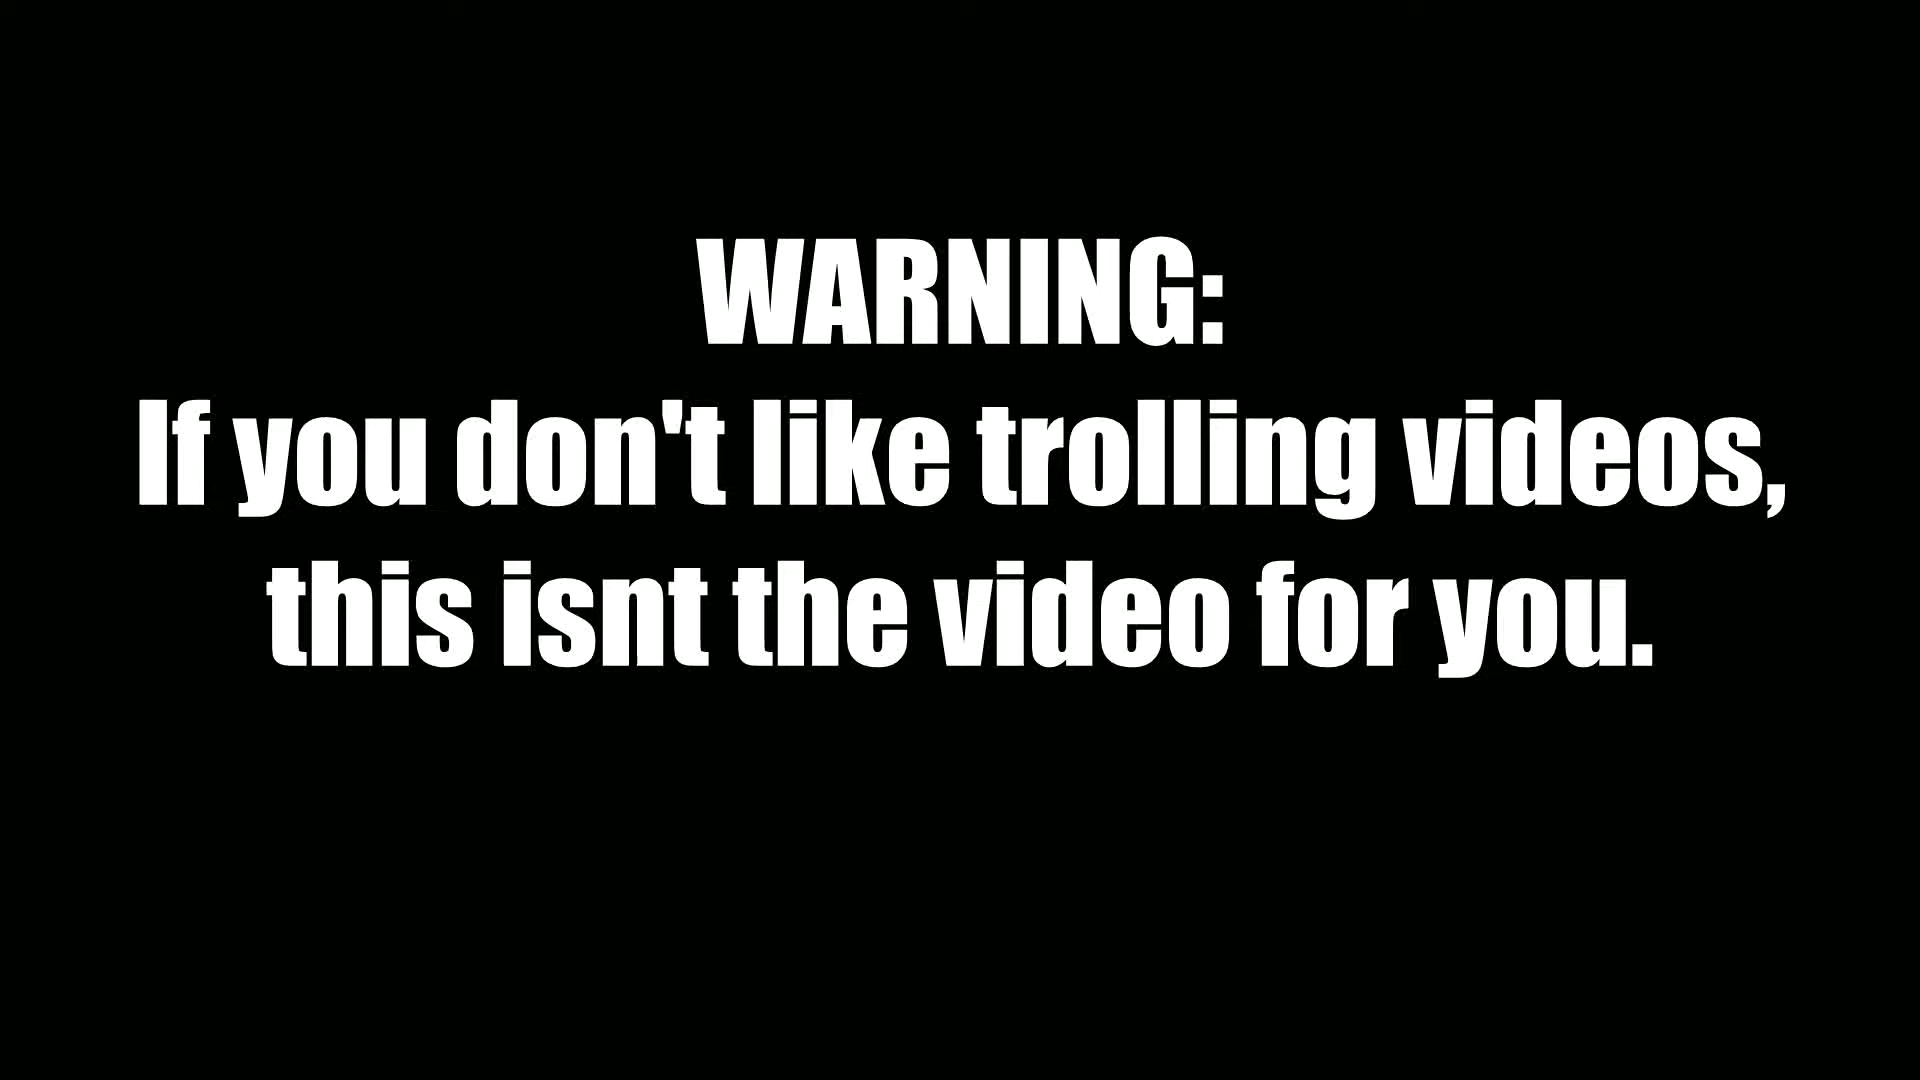 WARNING:
If you don't like trolling videos,
this isnt the video for you.